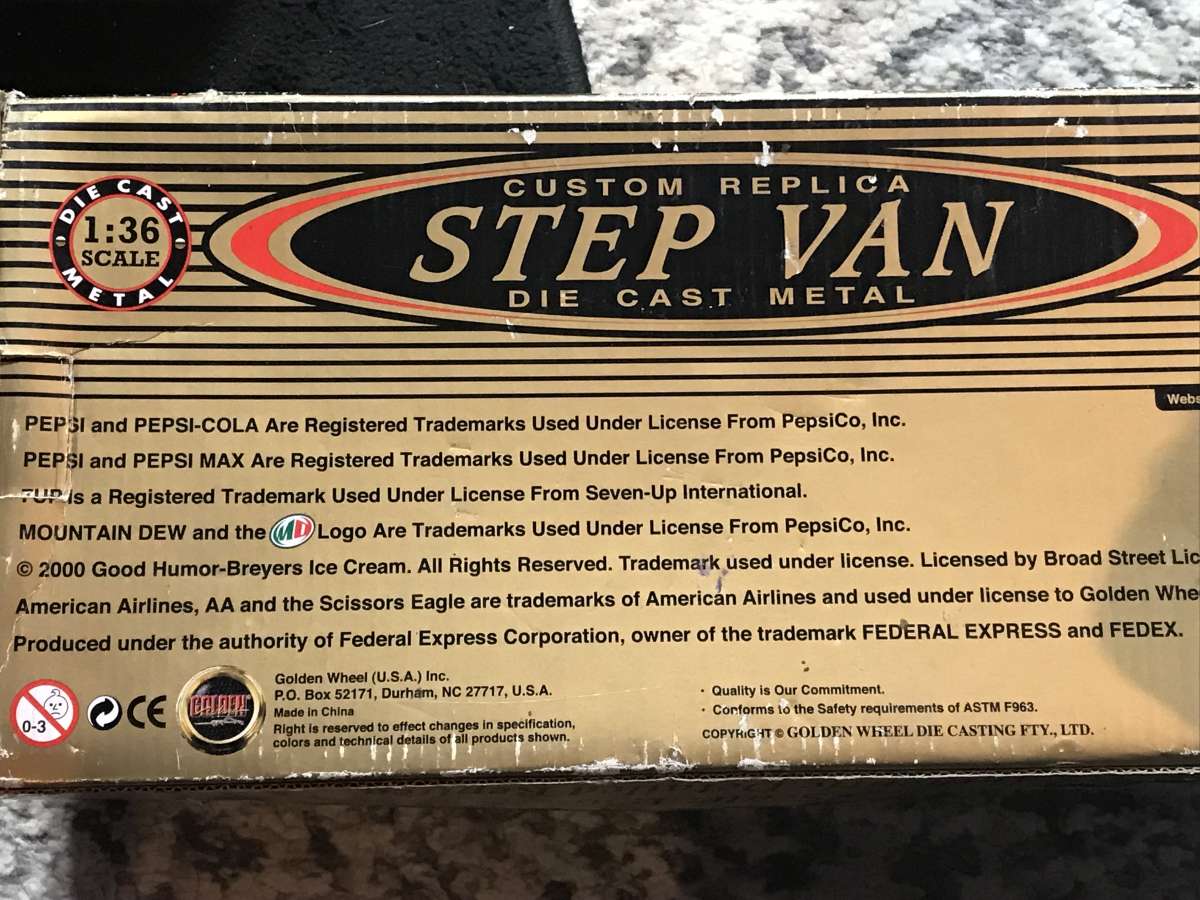 DIE CAST
1:36
SCALE
METAL
CUSTOM REPLICA
STEP VAN
DIE CAST METAL
PEPSI and PEPSI-COLA Are Registered Trademarks Used Under License From PepsiCo, Inc.
PEPSI and PEPSI MAX Are Registered Trademarks Used Under License From PepsiCo, Inc.
7UP Is a Registered Trademark Used Under License From Seven-Up International.
MOUNTAIN DEW and the MD Logo Are Trademarks Used Under License From PepsiCo, Inc.
© 2000 Good Humor-Breyers Ice Cream. All Rights Reserved. Trademark used under license. Licensed by Broad Street Lic
American Airlines, AA and the Scissors Eagle are trademarks of American Airlines and used under license to Golden Whe
Produced under the authority of Federal Express Corporation, owner of the trademark FEDERAL EXPRESS and FEDEX.
Webs
0-3
CE
GOLDEN
Golden Wheel (U.S.A.) Inc.
P.O. Box 52171, Durham, NC 27717, U.S.A.
Made in China
Right is reserved to effect changes in specification,
colors and technical details of all products shown.
· Quality is Our Commitment.
· Conforms to the Safety requirements of ASTM F963.
COPYRIGHT © GOLDEN WHEEL DIE CASTING FTY., LTD.